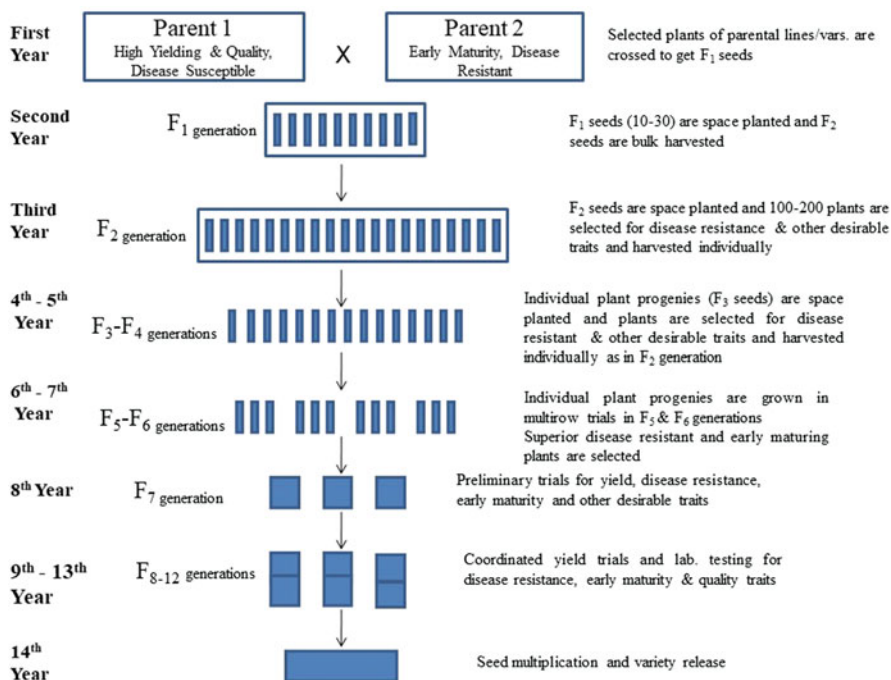 First
Year
Parent 1
High Yielding & Quality,
Disease Susceptible
X
Parent 2
Early Maturity, Disease
Resistant
Selected plants of parental lines/vars. are
crossed to get F1 seeds
Second
Year
F1 generation
F1 seeds (10-30) are space planted and F2
seeds are bulk harvested
Third
Year
F2 generation
F2 seeds are space planted and 100-200 plants are
selected for disease resistance & other desirable
traits and harvested individually
4th - 5th
Year
F3-F4 generations
Individual plant progenies (F3 seeds) are space
planted and plants are selected for disease
resistant & other desirable traits and harvested
individually as in F2 generation
6th - 7th
Year
F5-F6 generations
Individual plant progenies are grown in
multirow trials in F5 & F6 generations
Superior disease resistant and early maturing
plants are selected
8th Year
F7 generation
Preliminary trials for yield, disease resistance,
early maturity and other desirable traits
9th - 13th
Year
F8-12 generations
Coordinated yield trials and lab. testing for
disease resistance, early maturity & quality traits
14th
Year
Seed multiplication and variety release